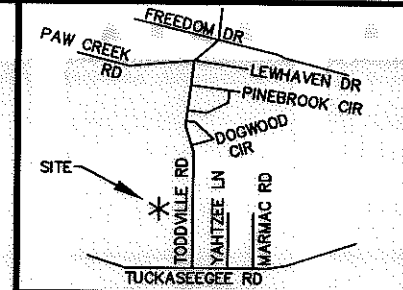 FREEDOM DR
PAW CREEK
RD
LEWHAVEN DR
PINEBROOK CIR
DOGWOOD
CIR
SITE
TODDVILLE RD
YAHTZEE LN
MARMAC RD
TUCKASEEGEE RD